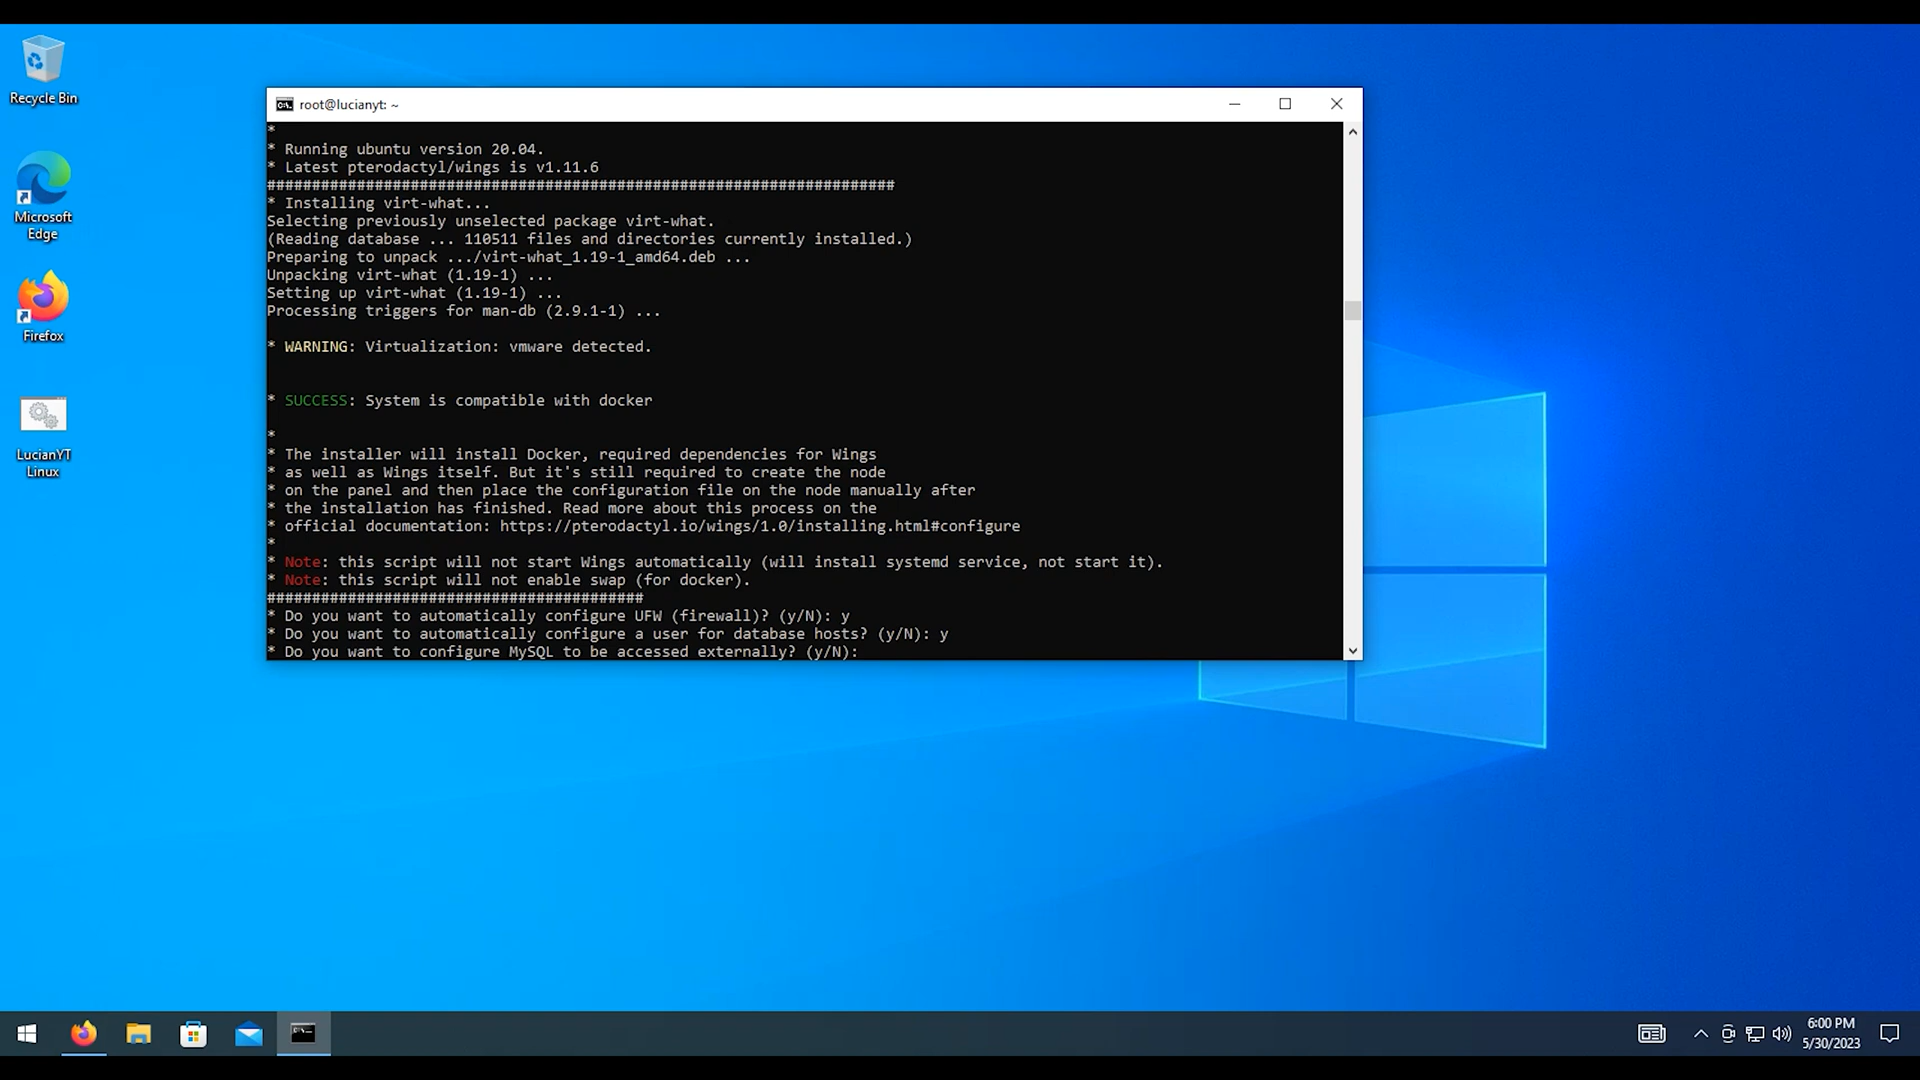 Recycle Bin
Microsoft
Edge
Firefox
LucianYT
Linux
root@lucianyt: ~
*
* Running ubuntu version 20.04.
* Latest pterodactyl/wings is v1.11.6
######################################################################
* Installing virt-what...
Selecting previously unselected package virt-what.
(Reading database ... 110511 files and directories currently installed.)
Preparing to unpack .../virt-what_1.19-1_amd64.deb ...
Unpacking virt-what (1.19-1) ...
Setting up virt-what (1.19-1) ...
Processing triggers for man-db (2.9.1-1) ...
* WARNING: Virtualization: vmware detected.
* SUCCESS: System is compatible with docker
*
* The installer will install Docker, required dependencies for Wings
* as well as Wings itself. But it's still required to create the node
* on the panel and then place the configuration file on the node manually after
* the installation has finished. Read more about this process on the
* official documentation: https://pterodactyl.io/wings/1.0/installing.html#configure
*
* Note: this script will not start Wings automatically (will install systemd service, not start it).
* Note: this script will not enable swap (for docker).
##########################################
* Do you want to automatically configure UFW (firewall)? (y/N): y
* Do you want to automatically configure a user for database hosts? (y/N): y
* Do you want to configure MySQL to be accessed externally? (y/N):
6:00 PM
5/30/2023